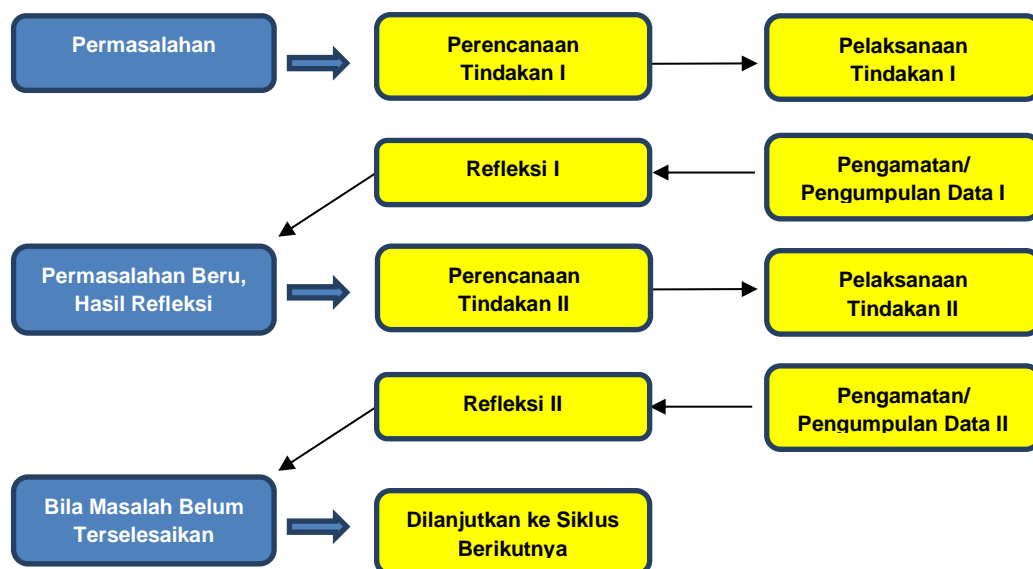 Permasalahan
Perencanaan
Tindakan I
Pelaksanaan
Tindakan I
Refleksi I
Pengamatan/
Pengumpulan Data I
Permasalahan Beru,
Hasil Refleksi
Perencanaan
Tindakan II
Pelaksanaan
Tindakan II
Refleksi II
Pengamatan/
Pengumpulan Data II
Bila Masalah Belum
Terselesaikan
Dilanjutkan ke Siklus
Berikutnya